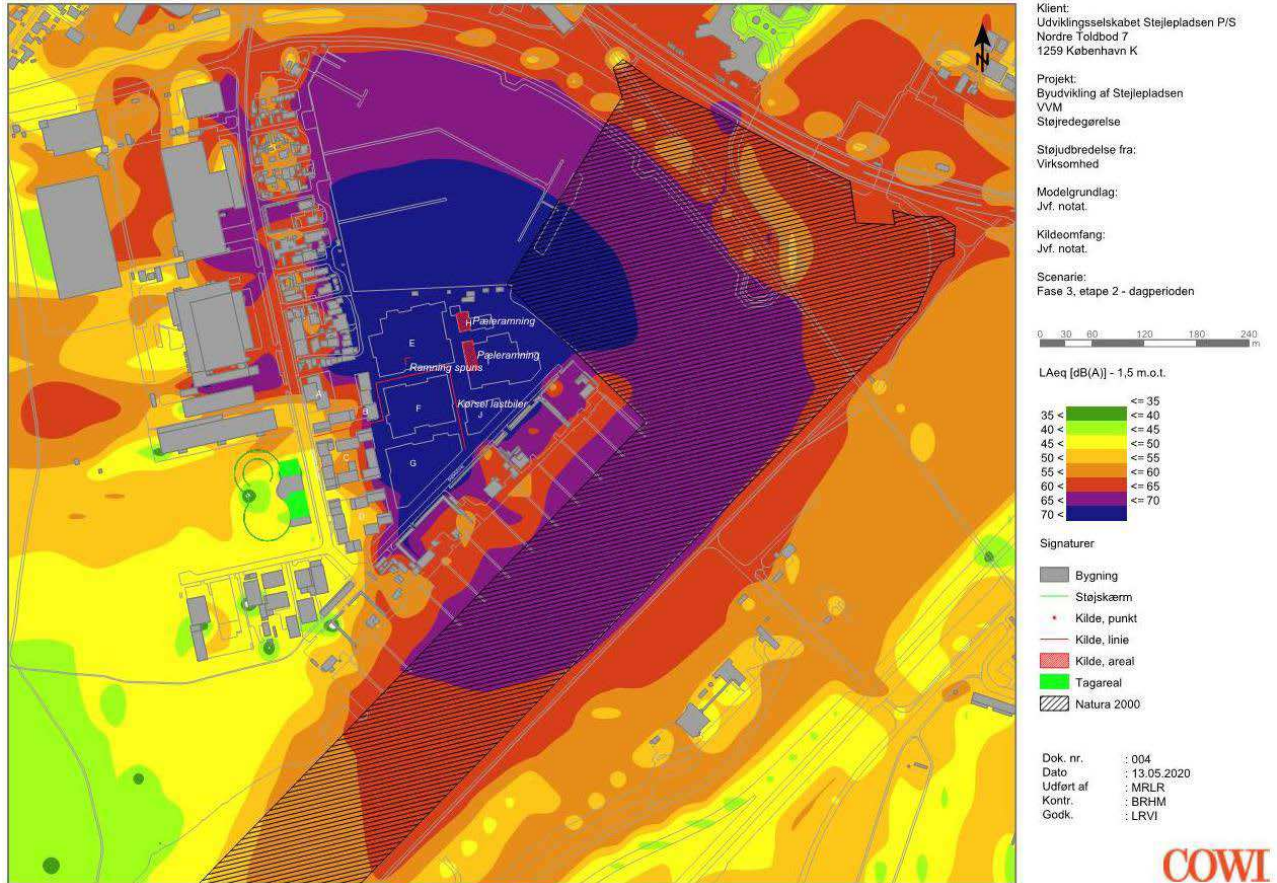 Klient:
Udviklingsselskabet Stejlepladsen P/S
Nordre Toldbod 7
1259 København K
Projekt:
Byudvikling af Stejlepladsen
VVM
Støjredegørelse
Støjudbredelse fra:
Virksomhed
Modelgrundlag:
Jvf. notat.
Kildeomfang:
Jvf. notat.
Scenarie:
Fase 3, etape 2 - dagperioden
0 30 60 120 180 240
m
LAeq [dB(A)] - 1,5 m.o.t.
<= 35
35 < <= 40
40 < <= 45
45 < <= 50
50 < <= 55
55 < <= 60
60 < <= 65
65 < <= 70
70 <
Signaturer
Bygning
Støjskærm
Kilde, punkt
Kilde, linie
Kilde, areal
Tagareal
Natura 2000
Dok. nr. : 004
Dato : 13.05.2020
Udført af : MRLR
Kontr. : BRHM
Godk. : LRVI
COWI
N
H Pæleramning
E
Pæleramning
I
Ramning spuns
A
B
F
Kørsel lastbiler
J
C
G
D